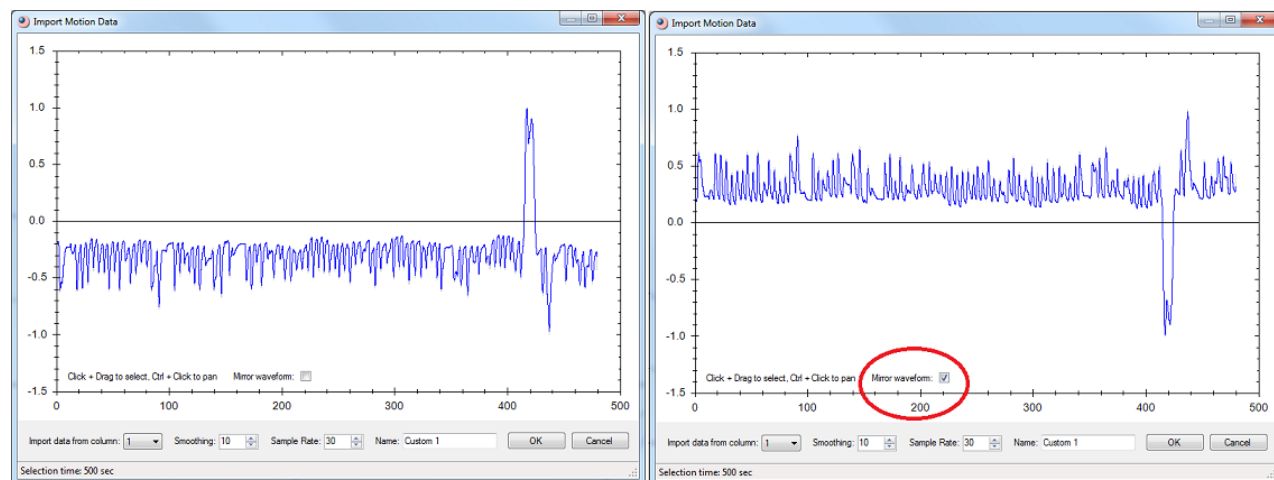 Import Motion Data
1.5
1.0
0.5
0.0
-0.5
-1.0
-1.5
Click + Drag to select, Ctrl + Click to pan Mirror waveform:
0 100 200 300 400 500
Import data from column: 1 Smoothing: 10 Sample Rate: 30 Name: Custom 1 OK Cancel
Selection time: 500 sec
Import Motion Data
1.5
1.0
0.5
0.0
-0.5
-1.0
-1.5
Click + Drag to select, Ctrl + Click to pan Mirror waveform:
0 100 200 300 400 500
Import data from column: 1 Smoothing: 10 Sample Rate: 30 Name: Custom 1 OK Cancel
Selection time: 500 sec